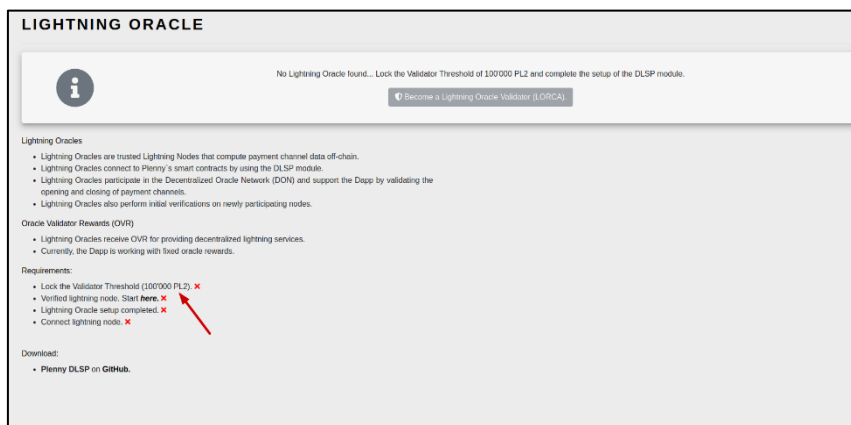 LIGHTNING ORACLE
No Lightning Oracle found... Lock the Validator Threshold of 100'000 PL2 and complete the setup of the DLSP module.
Become a Lightning Oracle Validator (LORCA).
Lightning Oracles
• Lightning Oracles are trusted Lightning Nodes that compute payment channel data off-chain.
• Lightning Oracles connect to Plenny`s smart contracts by using the DLSP module.
• Lightning Oracles participate in the Decentralized Oracle Network (DON) and support the Dapp by validating the
opening and closing of payment channels.
• Lightning Oracles also perform initial verifications on newly participating nodes.
Oracle Validator Rewards (OVR)
• Lightning Oracles receive OVR for providing decentralized lightning services.
• Currently, the Dapp is working with fixed oracle rewards.
Requirements:
• Lock the Validator Threshold (100'000 PL2).
• Verified lightning node. Start here.
• Lightning Oracle setup completed.
• Connect lightning node.
Download:
• Plenny DLSP on GitHub.